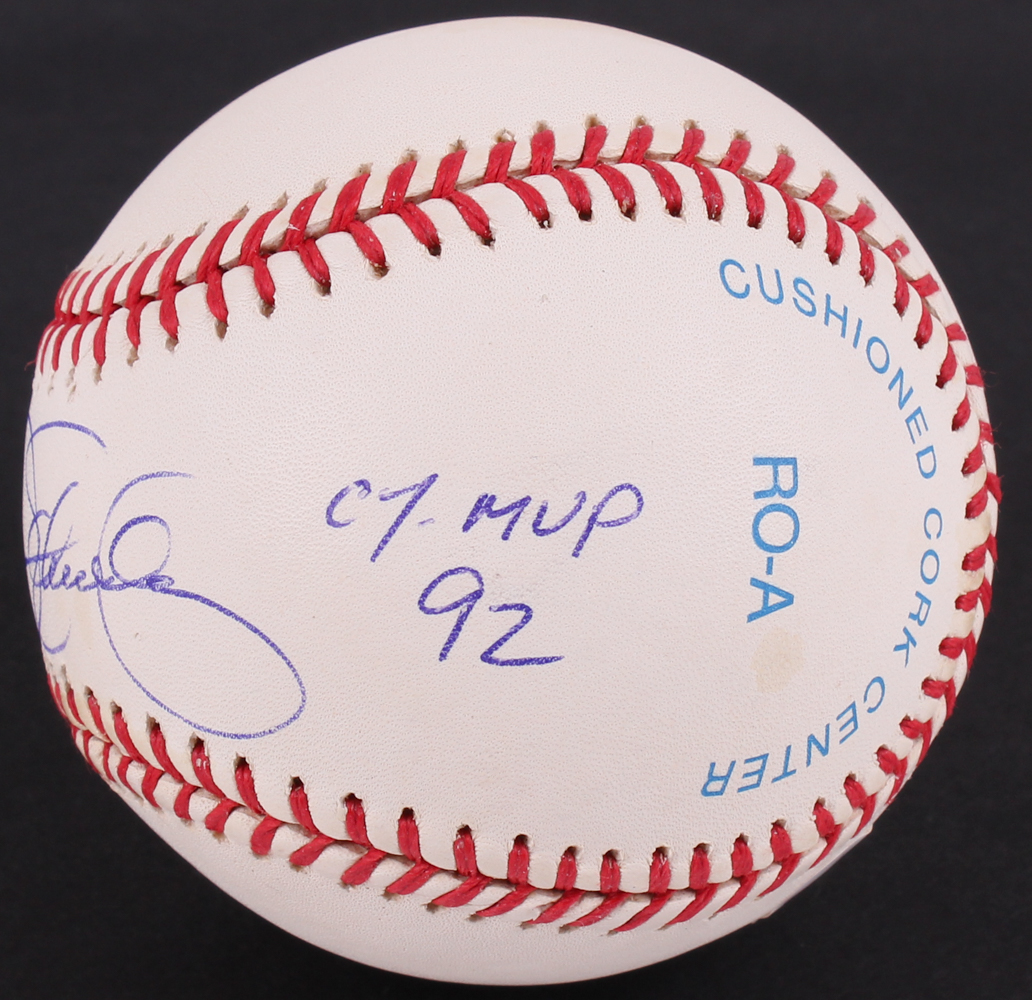 CY. MVP
92
RO-A
CUSHIONED CORK CENTER